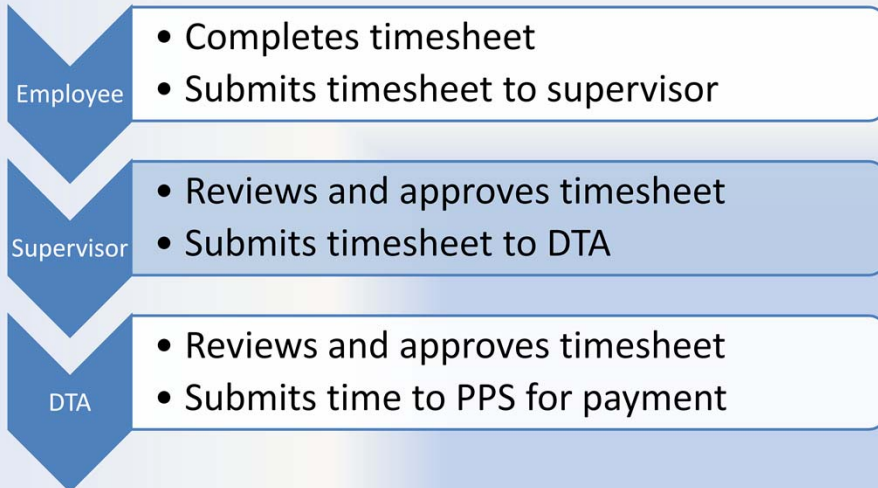 Employee
• Completes timesheet
• Submits timesheet to supervisor
Supervisor
• Reviews and approves timesheet
• Submits timesheet to DTA
DTA
• Reviews and approves timesheet
• Submits time to PPS for payment